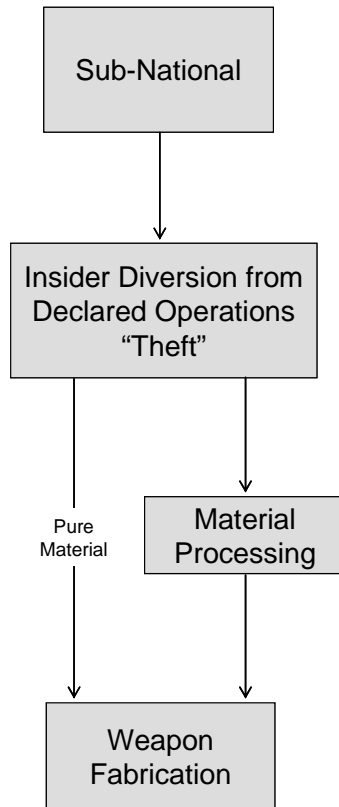 Sub-National
Insider Diversion from
Declared Operations
“Theft”
Pure
Material
Material
Processing
Weapon
Fabrication